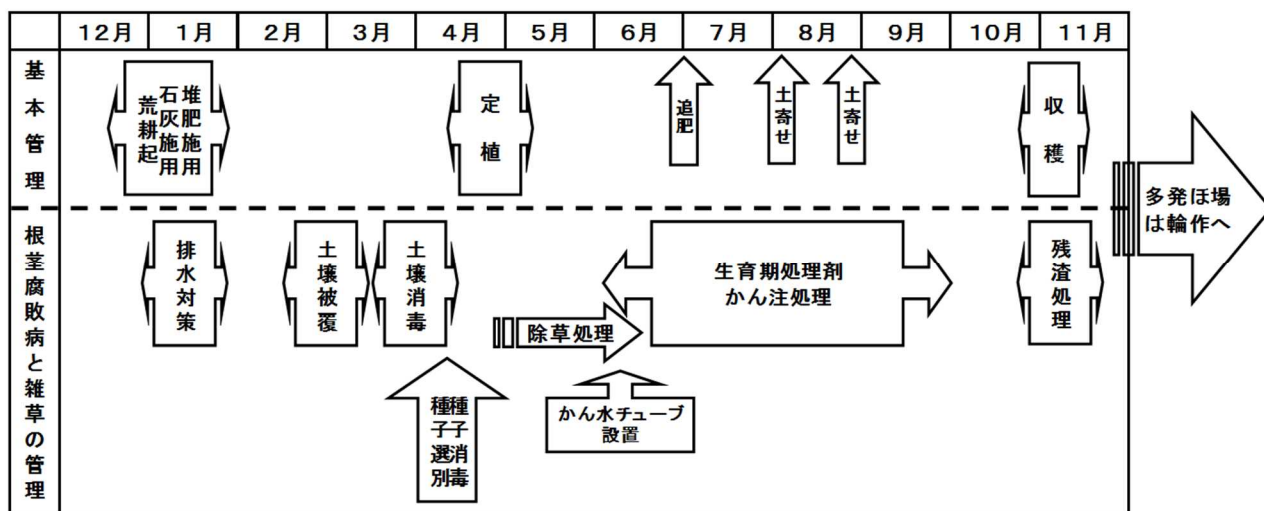 12月 1月 2月 3月 4月 5月 6月 7月 8月 9月 10月 11月
基本管理
堆肥施用
石灰施用
荒耕起
定植
追肥
土寄せ
土寄せ
収穫
多発ほ場
は輪作へ
根茎腐敗病と雑草の管理
排水対策
土壌被覆
土壌消毒
生育期処理剤
かん注処理
残渣処理
除草処理
種子消毒
種子選別
かん水チューブ
設置